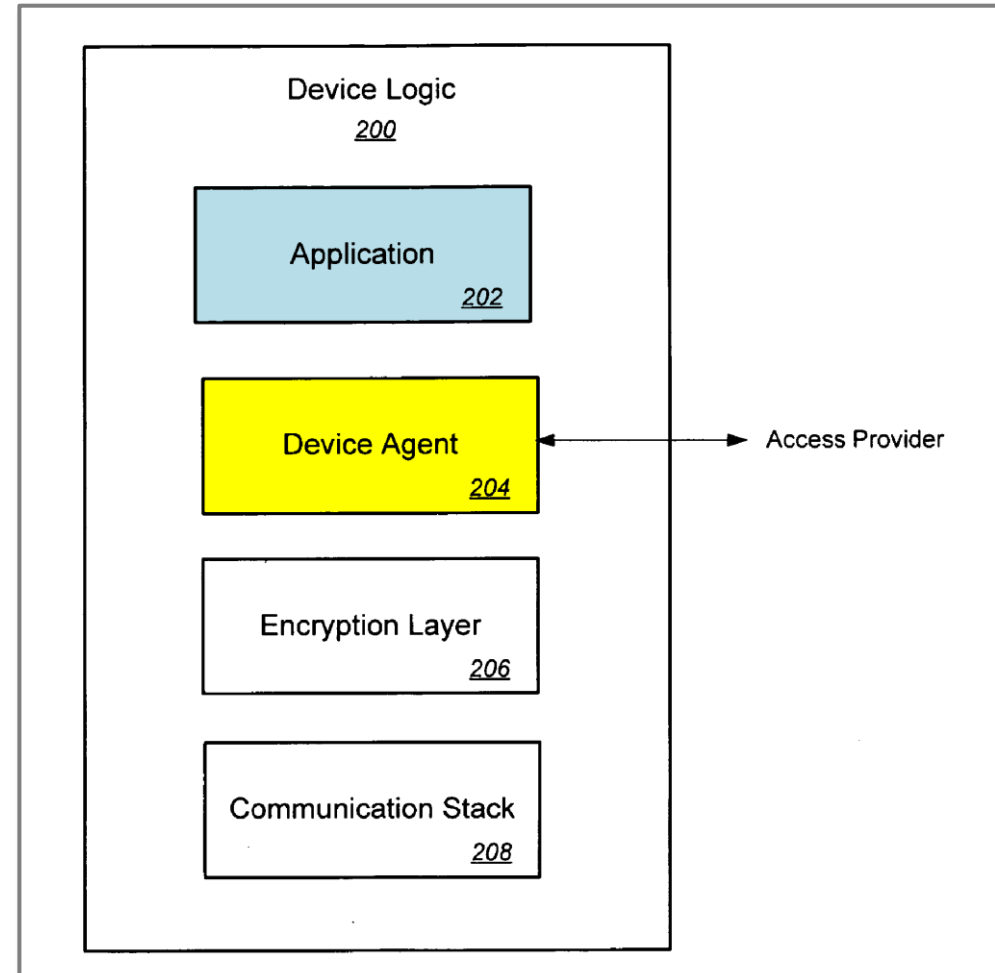 Device Logic
200
Application
202
Device Agent
204
Access Provider
Encryption Layer
206
Communication Stack
208